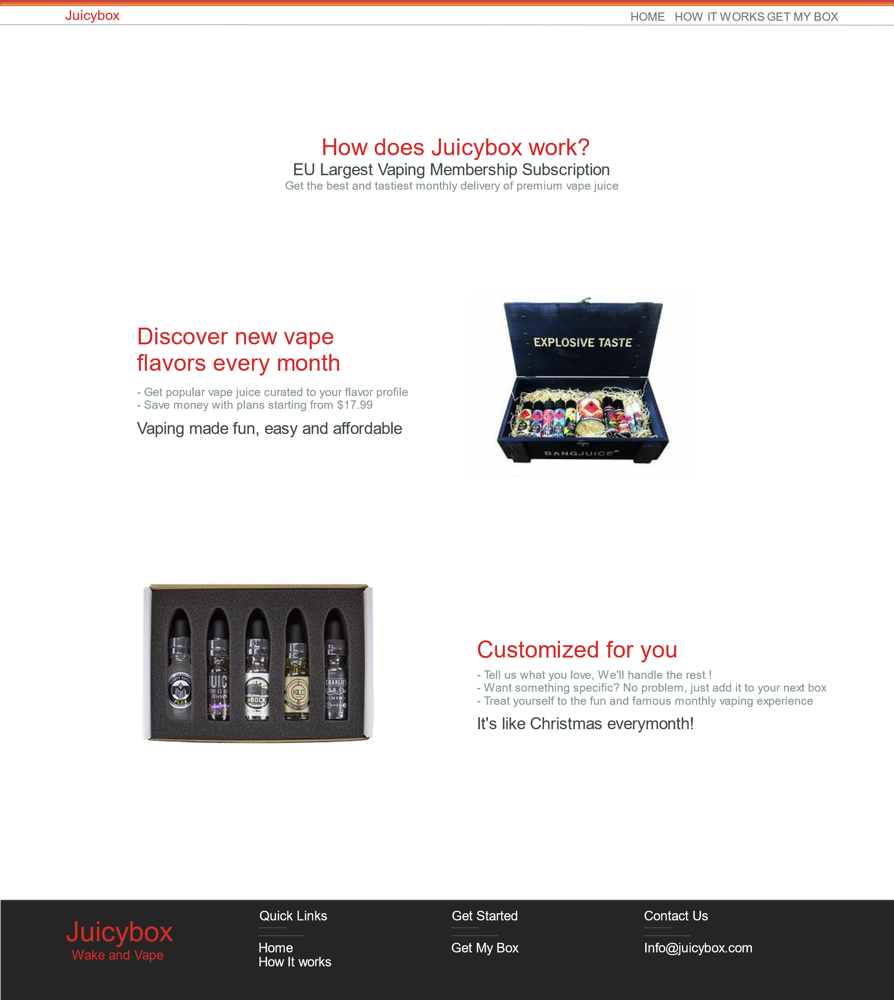 Juicybox
HOME HOW IT WORKS GET MY BOX
How does Juicybox work?
EU Largest Vaping Membership Subscription
Get the best and tastiest monthly delivery of premium vape juice
Discover new vape
flavors every month
- Get popular vape juice curated to your flavor profile
- Save money with plans starting from $17.99
Vaping made fun, easy and affordable
EXPLOSIVE TASTE
BANGJUICE®
FLEX
UIC
OHMS
ROCK
KILO
CHARLIE'S
Customized for you
- Tell us what you love, We'll handle the rest !
- Want something specific? No problem, just add it to your next box
- Treat yourself to the fun and famous monthly vaping experience
It's like Christmas everymonth!
Juicybox
Wake and Vape
Quick Links
Home
How It works
Get Started
Get My Box
Contact Us
Info@juicybox.com